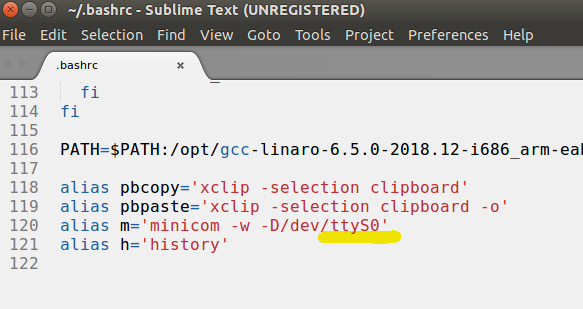 ~/.bashrc - Sublime Text (UNREGISTERED)
File Edit Selection Find View Goto Tools Project Preferences Help
.bashrc ×
113 fi
114 fi
115
116 PATH=$PATH:/opt/gcc-linaro-6.5.0-2018.12-i686_arm-eab
117
118 alias pbcopy='xclip -selection clipboard'
119 alias pbpaste='xclip -selection clipboard -o'
120 alias m='minicom -w -D/dev/ttyS0'
121 alias h='history'
122